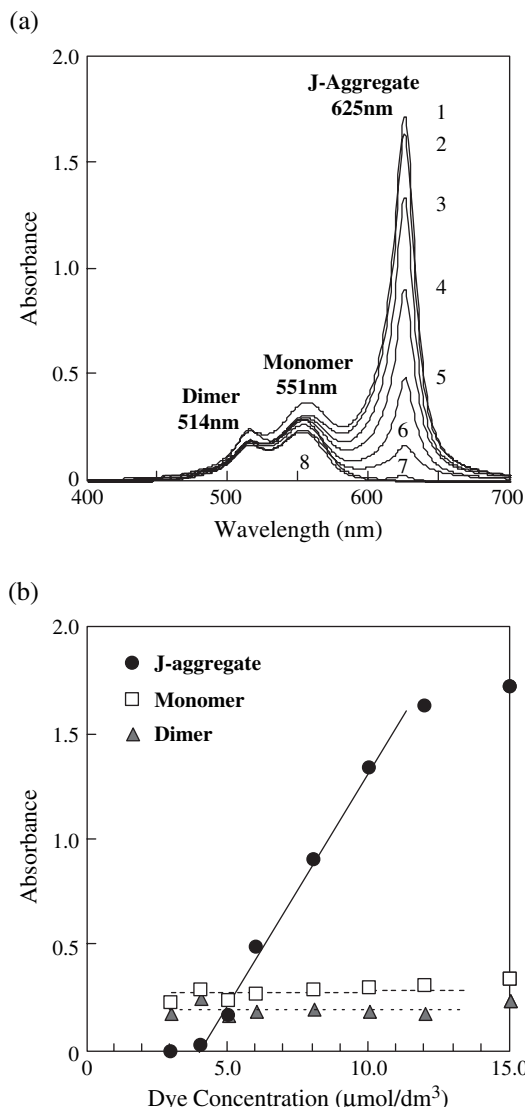 (a)
2.0
1.5
1.0
0.5
0
Absorbance
J-Aggregate
625nm
Monomer
551nm
Dimer
514nm
1
2
3
4
5
6
7
8
400 500 600 700
Wavelength (nm)
(b)
2.0
1.5
1.0
0.5
0
Absorbance
J-aggregate
Monomer
Dimer
0 5.0 10.0 15.0
Dye Concentration (μmol/dm³)